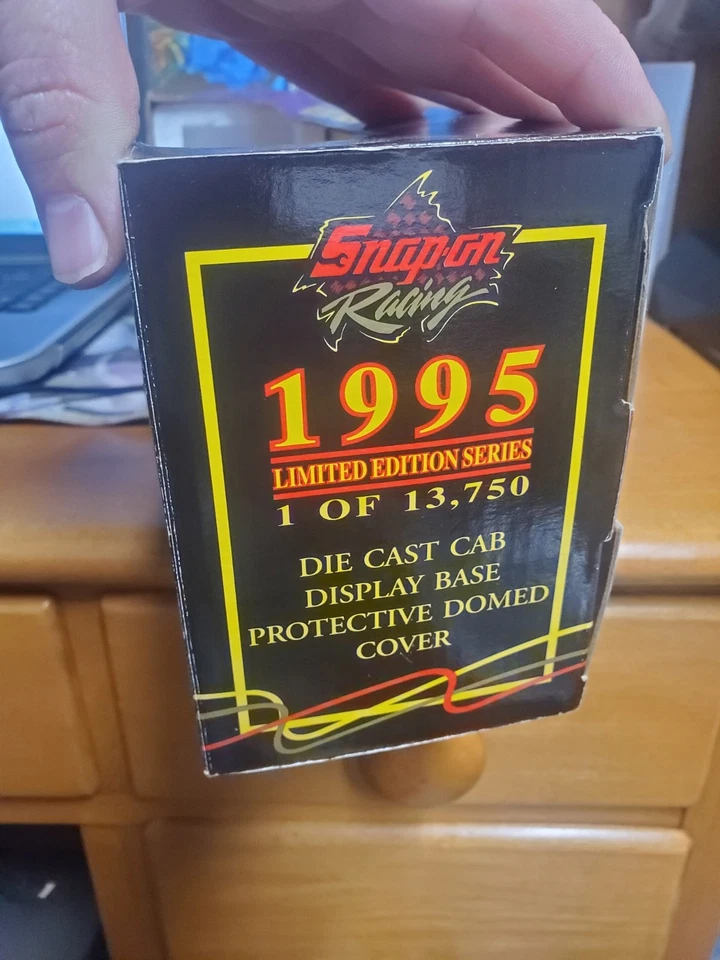 Snap-on
Racing
1995
LIMITED EDITION SERIES
1 OF 13,750
DIE CAST CAB
DISPLAY BASE
PROTECTIVE DOMED
COVER